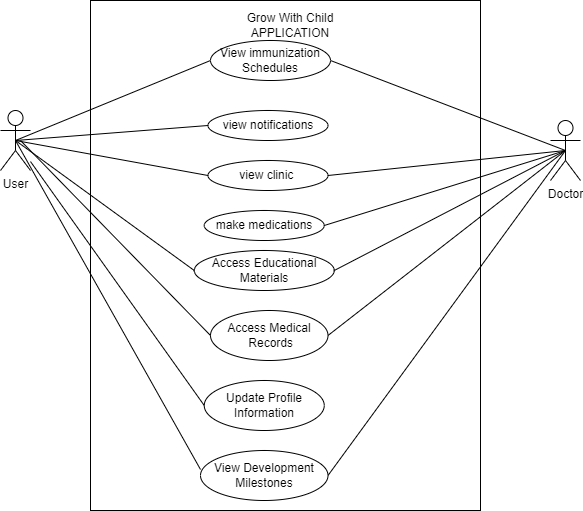 Grow With Child
APPLICATION
View immunization
Schedules
view notifications
User
view clinic
Doctor
make medications
Access Educational
Materials
Access Medical
Records
Update Profile
Information
View Development
Milestones